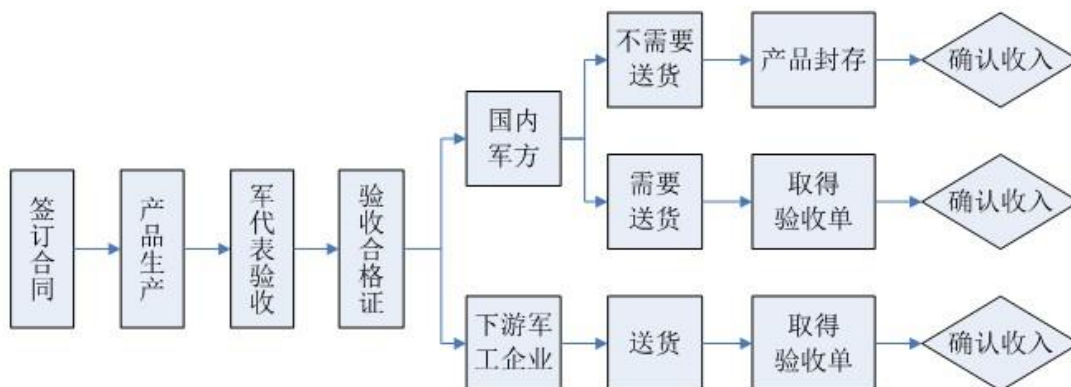 签订合同
产品生产
军代表验收
验收合格证
国内
军方
不需要
送货
产品封存
确认收入
需要
送货
取得
验收单
确认收入
下游军
工企业
送货
取得
验收单
确认收入